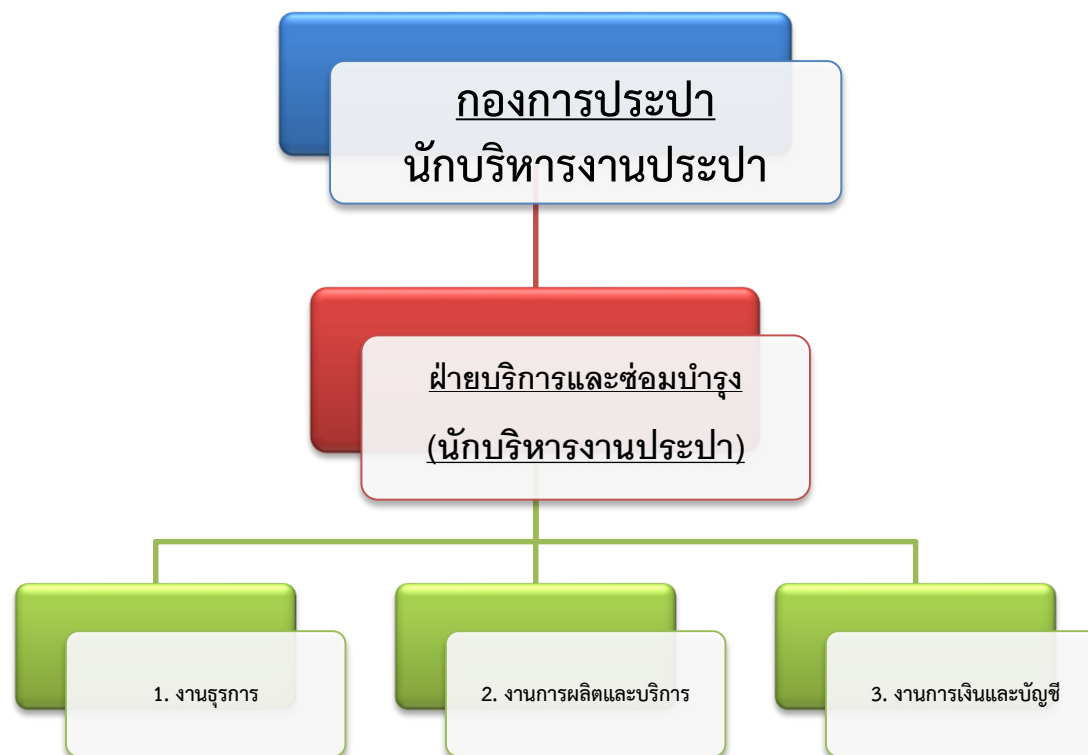 กองการประปา
นักบริหารงานประปา
ฝ่ายบริการและซ่อมบำรุง
(นักบริหารงานประปา)
1. งานธุรการ
2. งานการผลิตและบริการ
3. งานการเงินและบัญชี